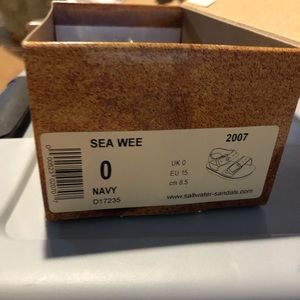 SEA WEE
2007
0
UK 0
EU 15
cm 8.5
NAVY
D17235
www.saltwater-sandals.com